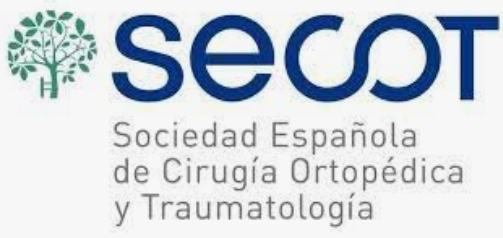 secot
Sociedad Española
de Cirugía Ortopédica
y Traumatología